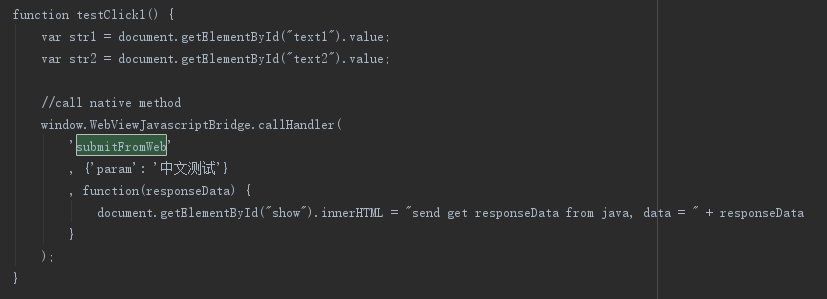 function testClick1() {
    var str1 = document.getElementById("text1").value;
    var str2 = document.getElementById("text2").value;
    //call native method
    window.WebViewJavascriptBridge.callHandler(
        'submitFromWeb'
        , {'param': '中文测试'}
        , function(responseData) {
            document.getElementById("show").innerHTML = "send get responseData from java, data = " + responseData
        }
    );
}